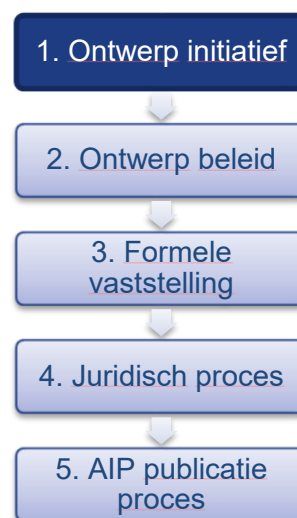 1. Ontwerp initiatief
2. Ontwerp beleid
3. Formele
vaststelling
4. Juridisch proces
5. AIP publicatie
proces